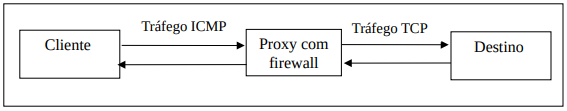 Tráfego ICMP
Tráfego TCP
Cliente
Proxy com
firewall
Destino